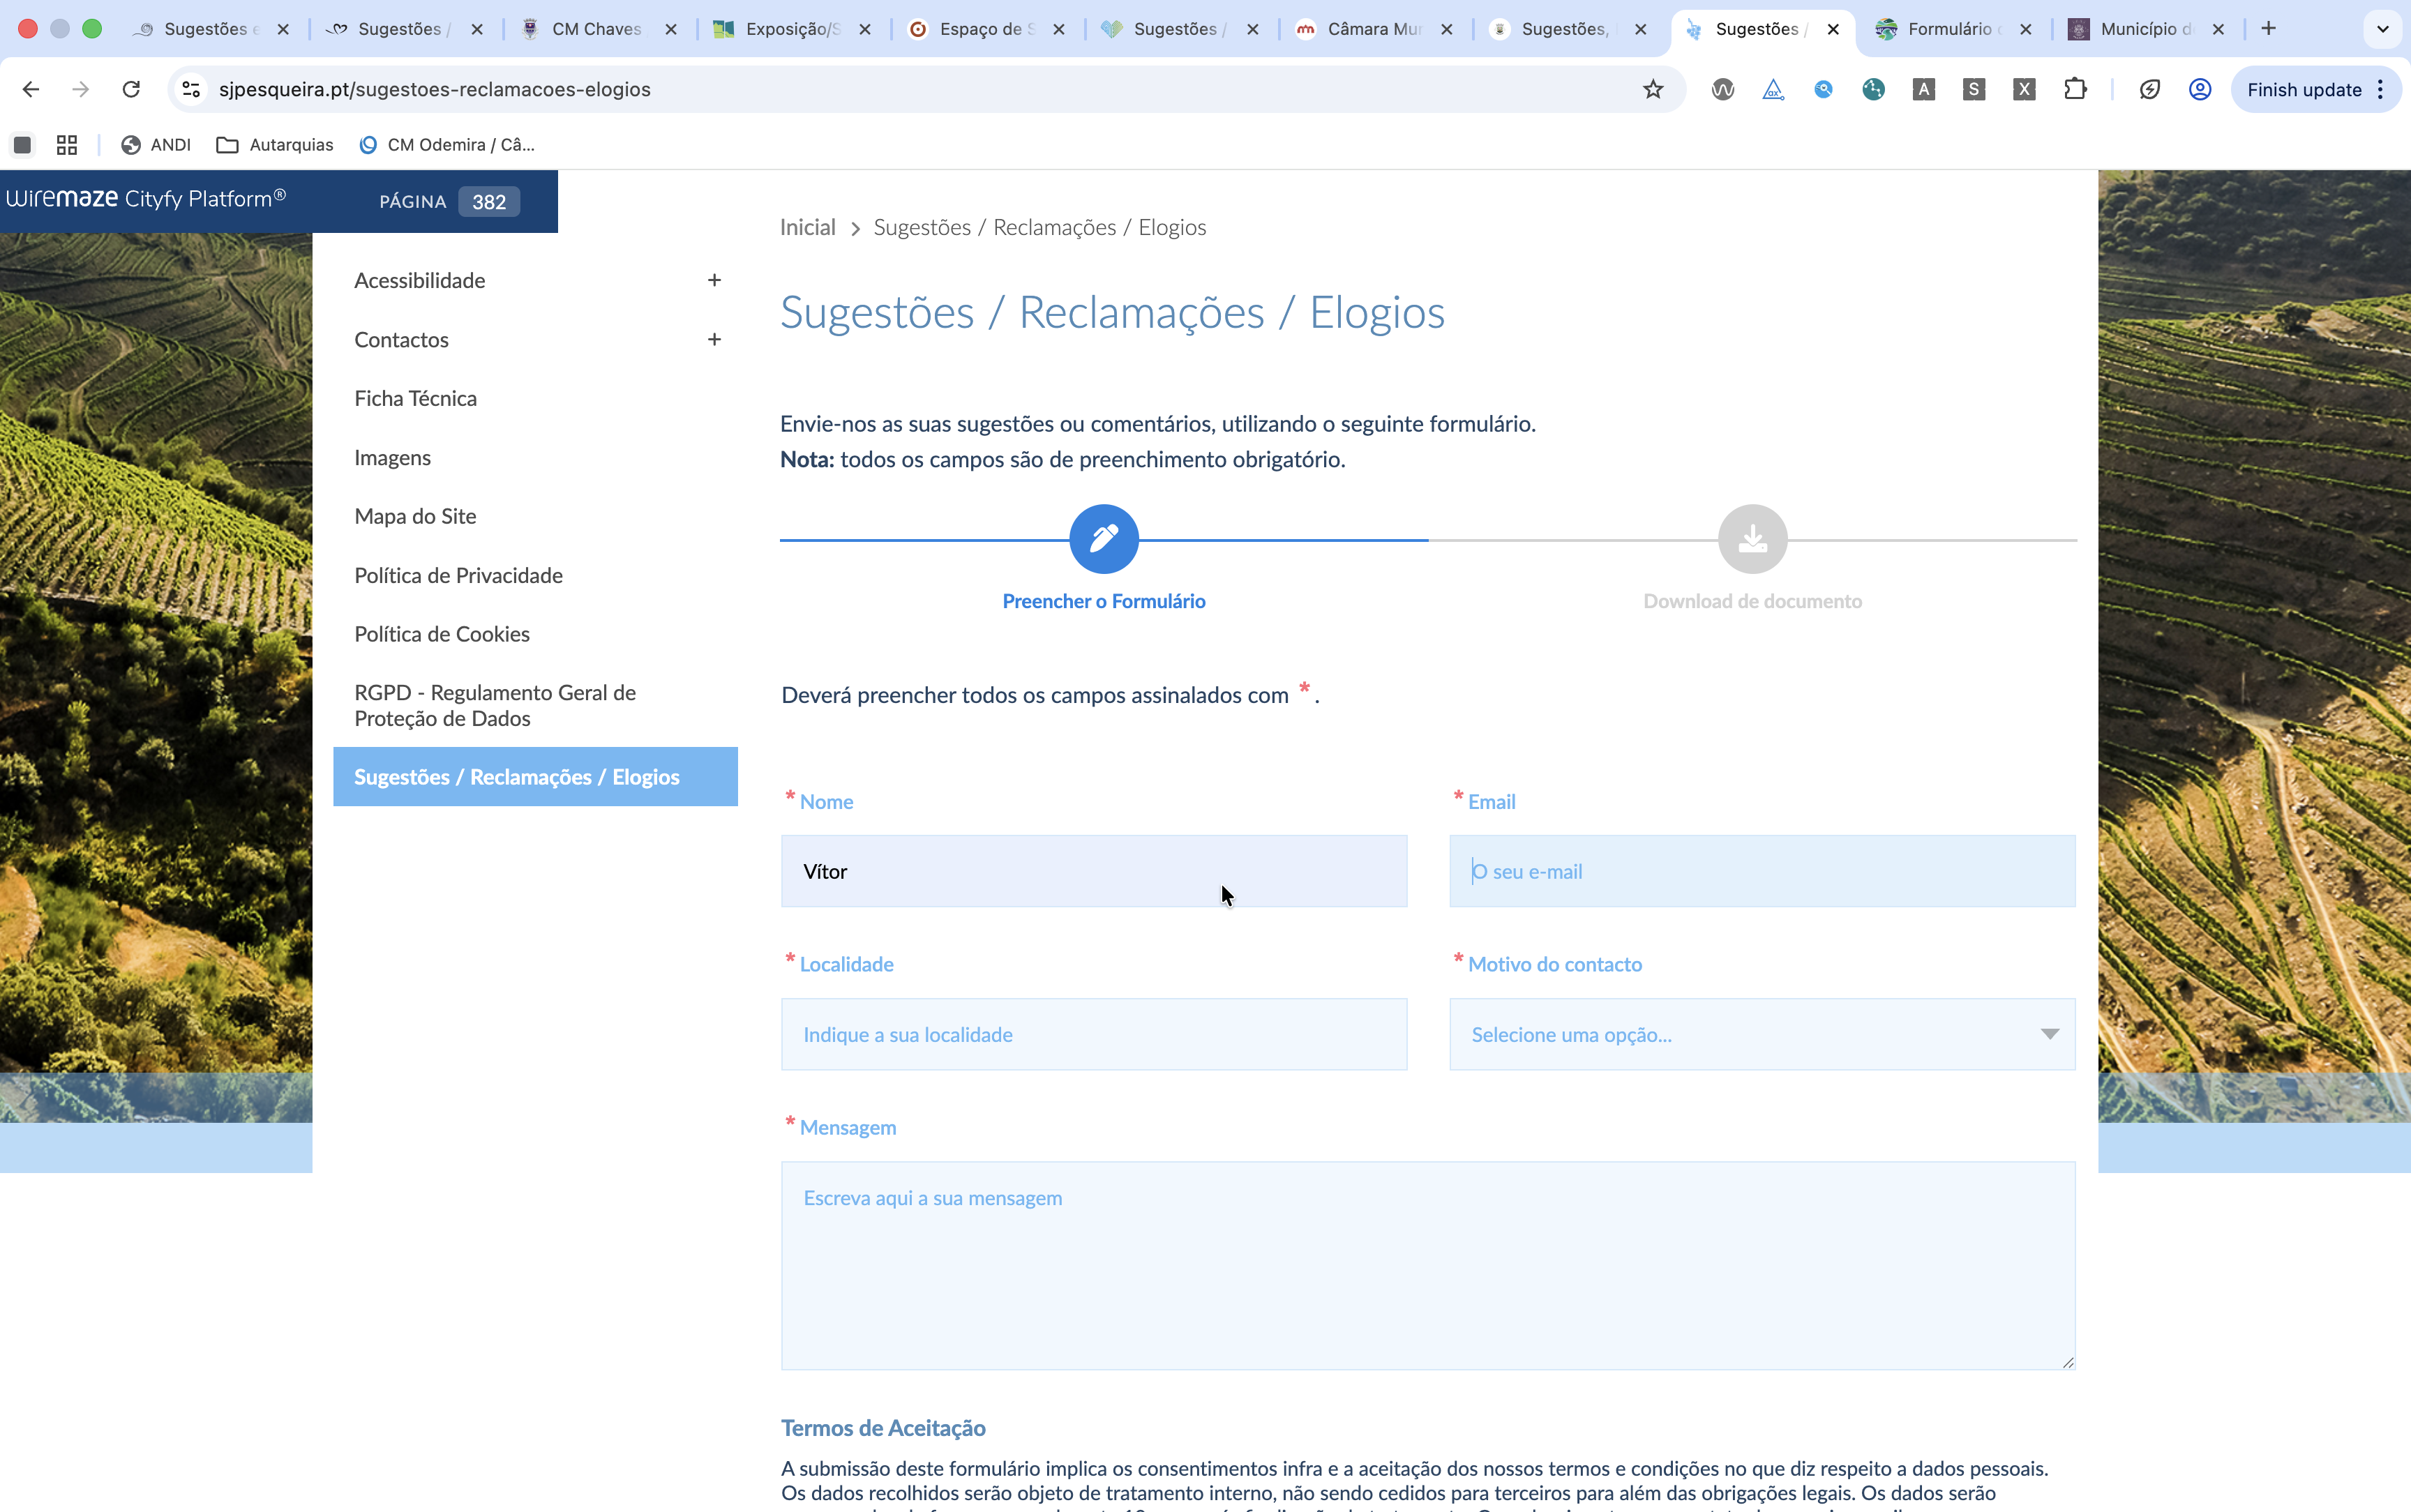 Sugestões e
Sugestões /
CM Chaves
Exposição/S
Espaço de S
Sugestões /
Câmara Mun
Sugestões,
Sugestões /
Formulário
Município d
sjpesqueira.pt/sugestoes-reclamacoes-elogios
Finish update
ANDI
Autarquias
CM Odemira / Câ...
wiremaze Cityfy Platform®
PÁGINA 382
Acessibilidade
Contactos
Ficha Técnica
Imagens
Mapa do Site
Política de Privacidade
Política de Cookies
RGPD - Regulamento Geral de
Proteção de Dados
Sugestões / Reclamações / Elogios
Inicial > Sugestões / Reclamações / Elogios
Sugestões / Reclamações / Elogios
Envie-nos as suas sugestões ou comentários, utilizando o seguinte formulário.
Nota: todos os campos são de preenchimento obrigatório.
Preencher o Formulário
Download de documento
Deverá preencher todos os campos assinalados com * .
* Nome
Vítor
* Email
O seu e-mail
* Localidade
Indique a sua localidade
* Motivo do contacto
Selecione uma opção...
* Mensagem
Escreva aqui a sua mensagem
Termos de Aceitação
A submissão deste formulário implica os consentimentos infra e a aceitação dos nossos termos e condições no que diz respeito a dados pessoais.
Os dados recolhidos serão objeto de tratamento interno, não sendo cedidos para terceiros para além das obrigações legais. Os dados serão